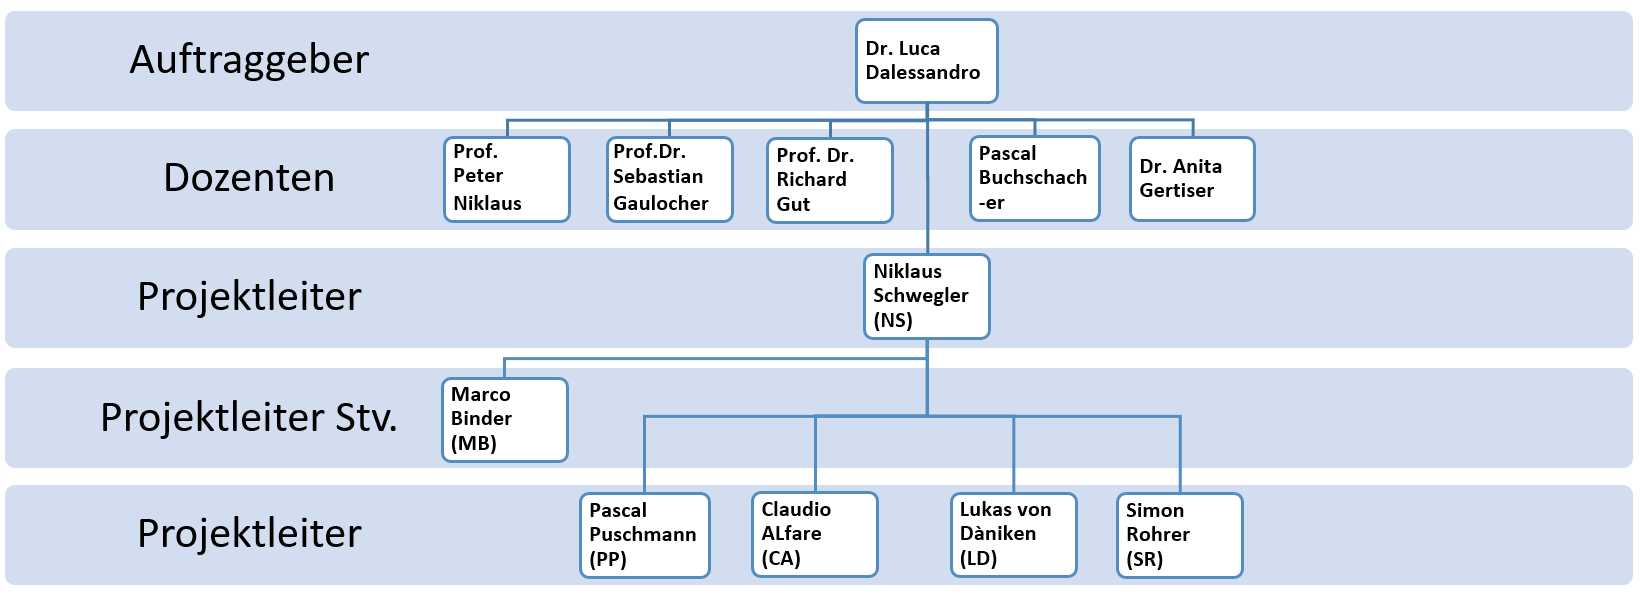 Auftraggeber
Dr. Luca
Dalessandro
Dozenten
Prof.
Peter
Niklaus
Prof.Dr.
Sebastian
Gaulocher
Prof. Dr.
Richard
Gut
Pascal
Buchschach
-er
Dr. Anita
Gertiser
Projektleiter
Niklaus
Schwegler
(NS)
Projektleiter Stv.
Marco
Binder
(MB)
Projektleiter
Pascal
Puschmann
(PP)
Claudio
ALfare
(CA)
Lukas von
Dàniken
(LD)
Simon
Rohrer
(SR)